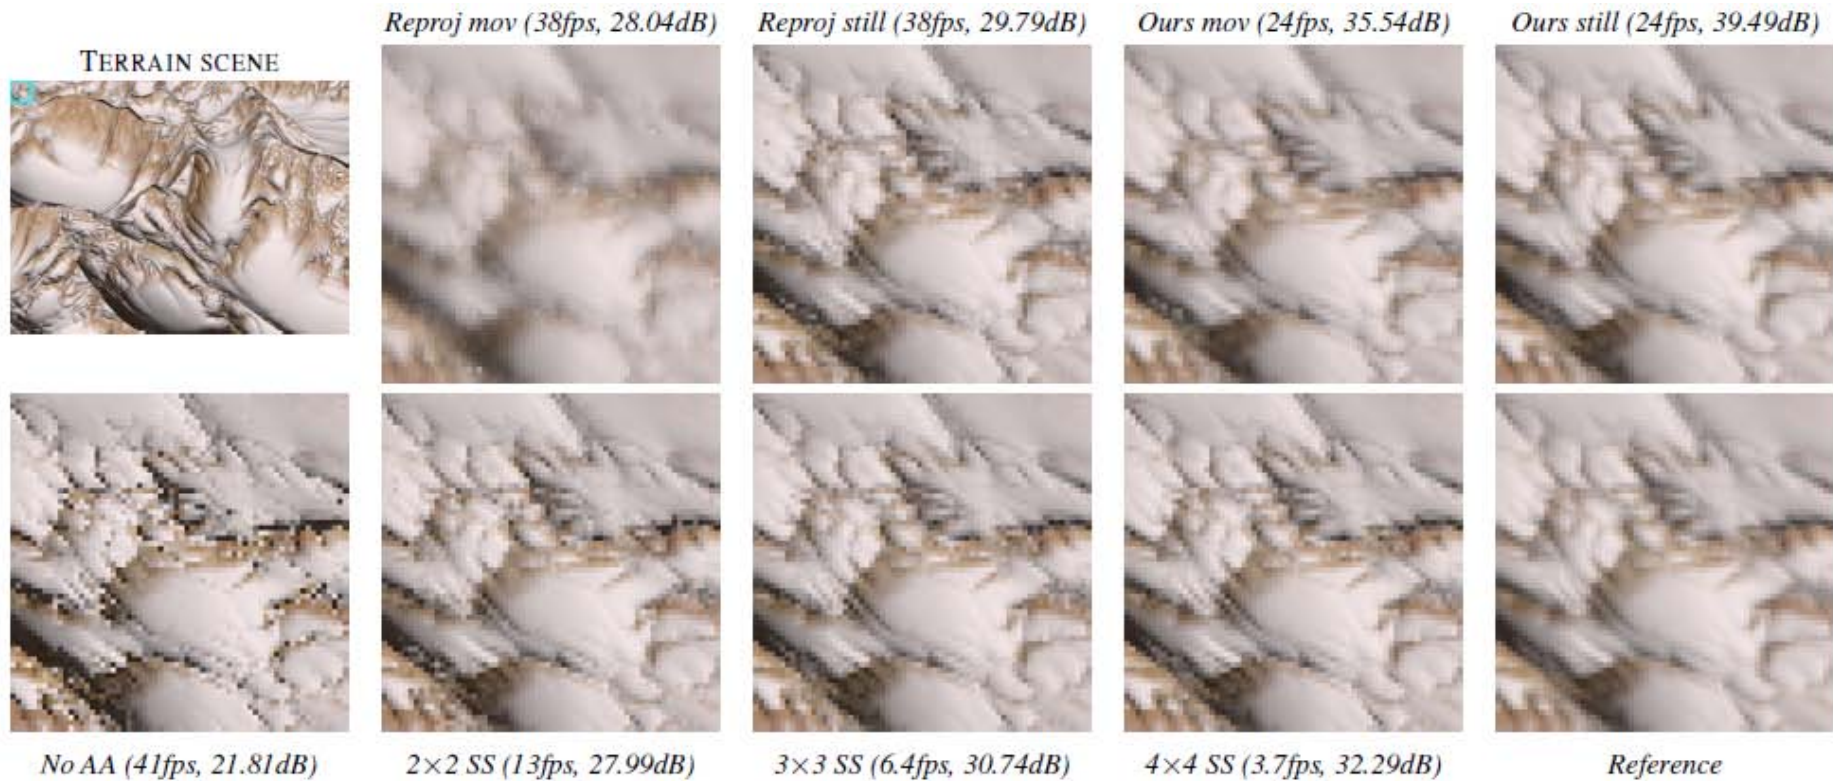 Reproj mov (38fps, 28.04dB)
Reproj still (38fps, 29.79dB)
Ours mov (24fps, 35.54dB)
Ours still (24fps, 39.49dB)
TERRAIN SCENE
No AA (41fps, 21.81dB)
2×2 SS (13fps, 27.99dB)
3×3 SS (6.4fps, 30.74dB)
4×4 SS (3.7fps, 32.29dB)
Reference